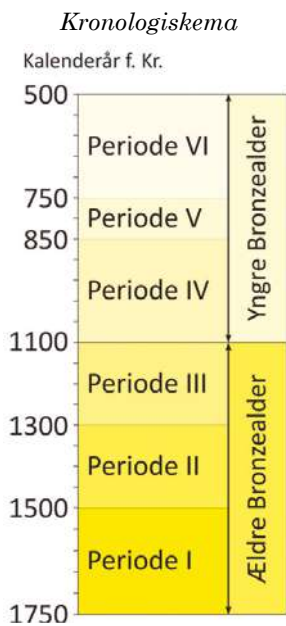 Kronologiskema
Kalenderår f. Kr.
500
Periode VI
750
Periode V
850
Periode IV
1100
Periode III
1300
Periode II
1500
Periode I
1750
Yngre Bronzealder
Ældre Bronzealder